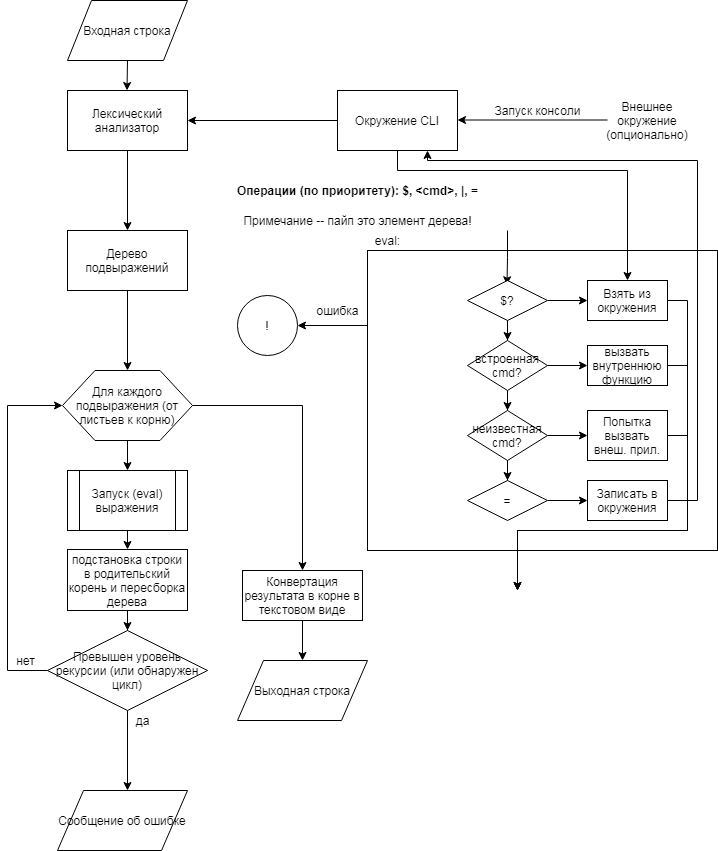 Входная строка
Лексический
анализатор
Окружение CLI
Запуск консоли
Внешнее
окружение
(опционально)
Операции (по приоритету): $, <cmd>, |, =
Примечание -- пайп это элемент дерева!
eval:
Дерево
подвыражений
$?
Взять из
окружения
!
ошибка
встроенная
cmd?
вызвать
внутреннюю
функцию
Для каждого
подвыражения (от
листьев к корню)
неизвестная
cmd?
Попытка
вызвать
внеш. прил.
Запуск (eval)
выражения
=
Записать в
окружения
подстановка строки
в родительский
корень и пересборка
дерева
Конвертация
результата в корне в
текстовом виде
нет
Превышен уровень
рекурсии (или обнаружен
цикл)
Выходная строка
да
Сообщение об ошибке